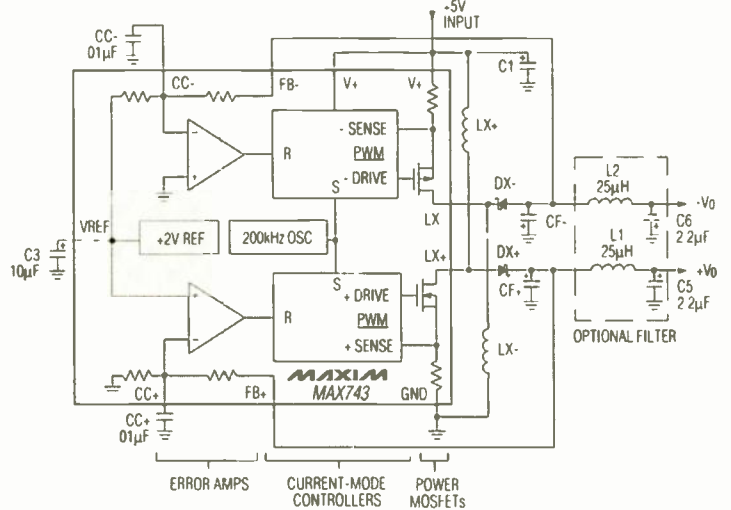 +5V
INPUT
CC-
01µF
C1
CC-
FB-
V+
V+
- SENSE
LX+
PWM
R
- DRIVE
L2
25µH
DX-
S
-Vo
LX
CF-
C6
2 2µF
VREF
+2V REF
200kHz OSC
L1
25µH
LX+
DX+
C3
10µF
+Vo
S
+ DRIVE
CF+
C5
2 2µF
R
PWM
+ SENSE
OPTIONAL FILTER
LX-
MAXIM
MAX743
GND
CC+
FB+
CC+
01µF
ERROR AMPS
CURRENT-MODE
CONTROLLERS
POWER
MOSFETs